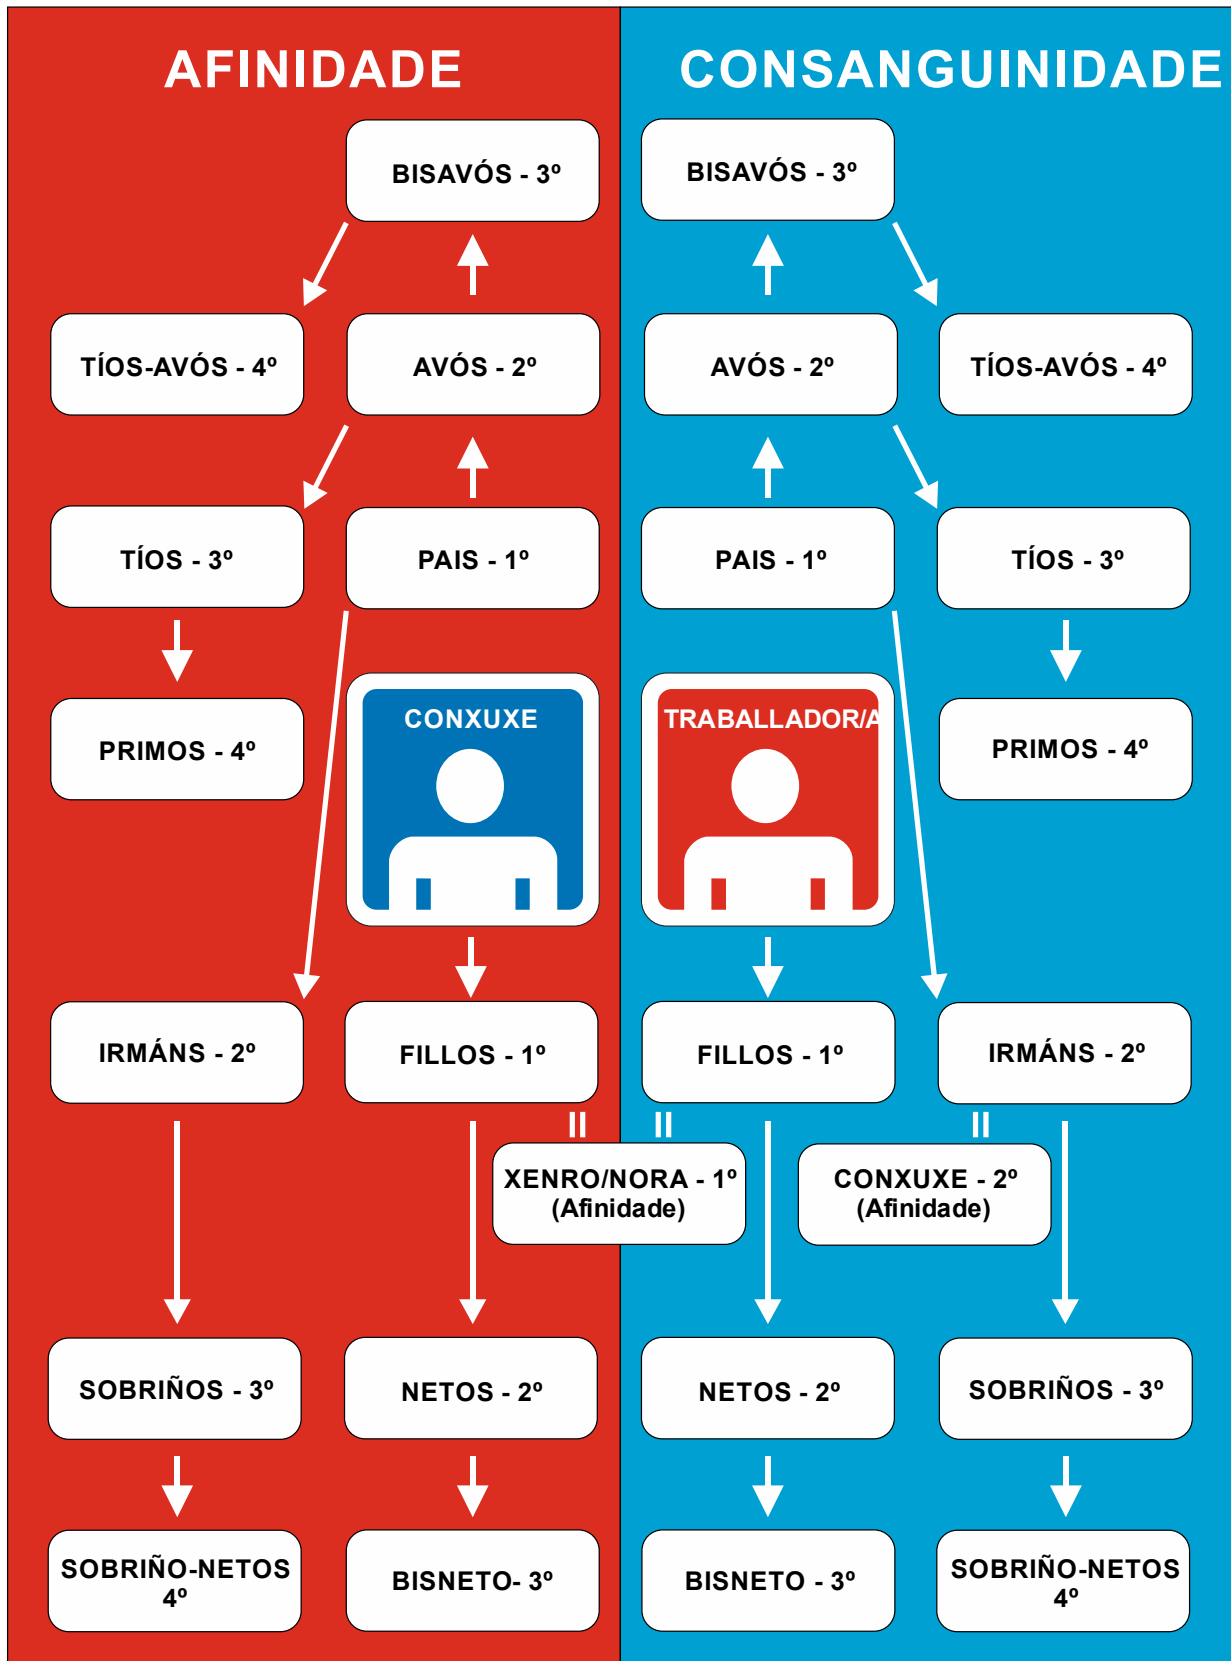 AFINIDADE
CONSANGUINIDADE
BISAVÓS - 3º
BISAVÓS - 3º
TÍOS-AVÓS - 4º
AVÓS - 2º
AVÓS - 2º
TÍOS-AVÓS - 4º
TÍOS - 3º
PAIS - 1º
PAIS - 1º
TÍOS - 3º
PRIMOS - 4º
CONXUXE
TRABALLADOR/A
PRIMOS - 4º
IRMÁNS - 2º
FILLOS - 1º
FILLOS - 1º
IRMÁNS - 2º
XENRO/NORA - 1º
(Afinidade)
CONXUXE - 2º
(Afinidade)
SOBRIÑOS - 3º
NETOS - 2º
NETOS - 2º
SOBRIÑOS - 3º
SOBRIÑO-NETOS
4º
BISNETO- 3º
BISNETO - 3º
SOBRIÑO-NETOS
4º